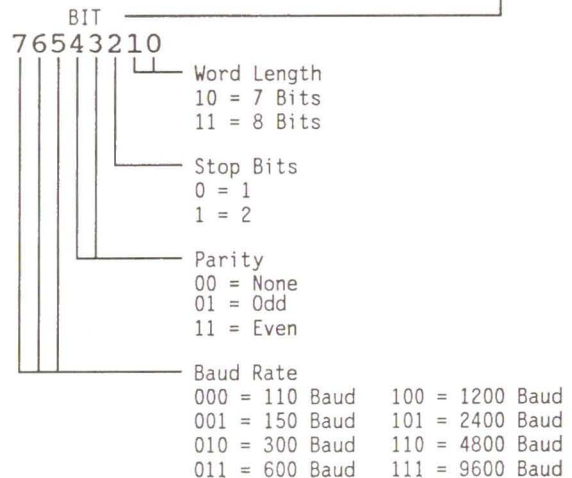 BIT
76543210
Word Length
10 = 7 Bits
11 = 8 Bits
Stop Bits
0 = 1
1 = 2
Parity
00 = None
01 = Odd
11 = Even
Baud Rate
000 = 110 Baud 100 = 1200 Baud
001 = 150 Baud 101 = 2400 Baud
010 = 300 Baud 110 = 4800 Baud
011 = 600 Baud 111 = 9600 Baud